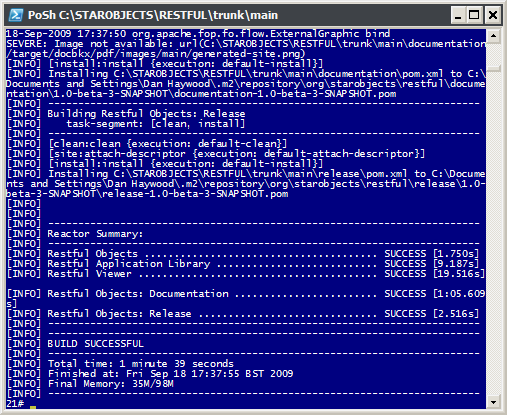 PoSh C:\STAROBJECTS\RESTFUL\trunk\main
18-Sep-2009 17:37:50 org.apache.fop.fo.flow.ExternalGraphic bind
SEVERE: Image not available: url(C:\STAROBJECTS\RESTFUL\trunk\main\documentation
/target/docbkx/pdf/images/main/generated-site.png)
[INFO] [install:install {execution: default-install}]
[INFO] Installing C:\STAROBJECTS\RESTFUL\trunk\main\documentation\pom.xml to C:\
Documents and Settings\Dan Haywood\.m2\repository\org\starobjects\restful\docume
ntation\1.0-beta-3-SNAPSHOT\documentation-1.0-beta-3-SNAPSHOT.pom
[INFO] ------------------------------------------------------------------------
[INFO] Building Restful Objects: Release
[INFO]    task-segment: [clean, install]
[INFO] ------------------------------------------------------------------------
[INFO] [clean:clean {execution: default-clean}]
[INFO] [site:attach-descriptor {execution: default-attach-descriptor}]
[INFO] [install:install {execution: default-install}]
[INFO] Installing C:\STAROBJECTS\RESTFUL\trunk\main\release\pom.xml to C:\Docume
nts and Settings\Dan Haywood\.m2\repository\org\starobjects\restful\release\1.0-
beta-3-SNAPSHOT\release-1.0-beta-3-SNAPSHOT.pom
[INFO]
[INFO]
[INFO] ------------------------------------------------------------------------
[INFO] Reactor Summary:
[INFO] ------------------------------------------------------------------------
[INFO] Restful Objects ....................................... SUCCESS [1.750s]
[INFO] Restful Application Library ........................... SUCCESS [9.187s]
[INFO] Restful Viewer ........................................ SUCCESS [19.516s]
[INFO] Restful Objects: Documentation ........................ SUCCESS [1:05.609
s]
[INFO] Restful Objects: Release .............................. SUCCESS [2.516s]
[INFO] ------------------------------------------------------------------------
[INFO] ------------------------------------------------------------------------
[INFO] BUILD SUCCESSFUL
[INFO] ------------------------------------------------------------------------
[INFO] Total time: 1 minute 39 seconds
[INFO] Finished at: Fri Sep 18 17:37:55 BST 2009
[INFO] Final Memory: 35M/98M
[INFO] ------------------------------------------------------------------------
21# _